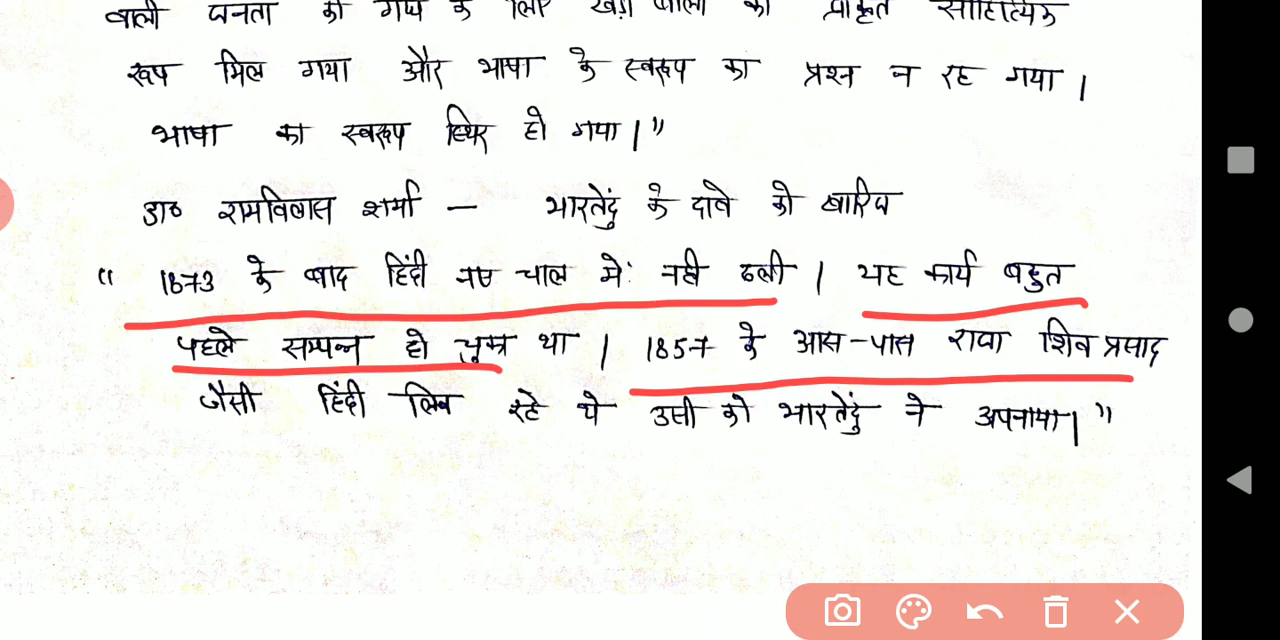 वाली जनता को गद्य के लिए खड़ी बोली का प्रकृत साहित्यिक
रूप मिल गया और भाषा के स्वरूप का प्रश्न न रह गया।
भाषा का स्वरूप स्थिर हो गया।”
डा० रामविलास शर्मा — भारतेंदु के दावे को खारिज
“ 1873 के बाद हिंदी नए चाल में नही ढली । यह कार्य बहुत
पहले सम्पन्न हो चुका था । 1857 के आस-पास राजा शिव प्रसाद
जैसी हिंदी लिख रहे थे उसी को भारतेंदुं ने अपनाया।”